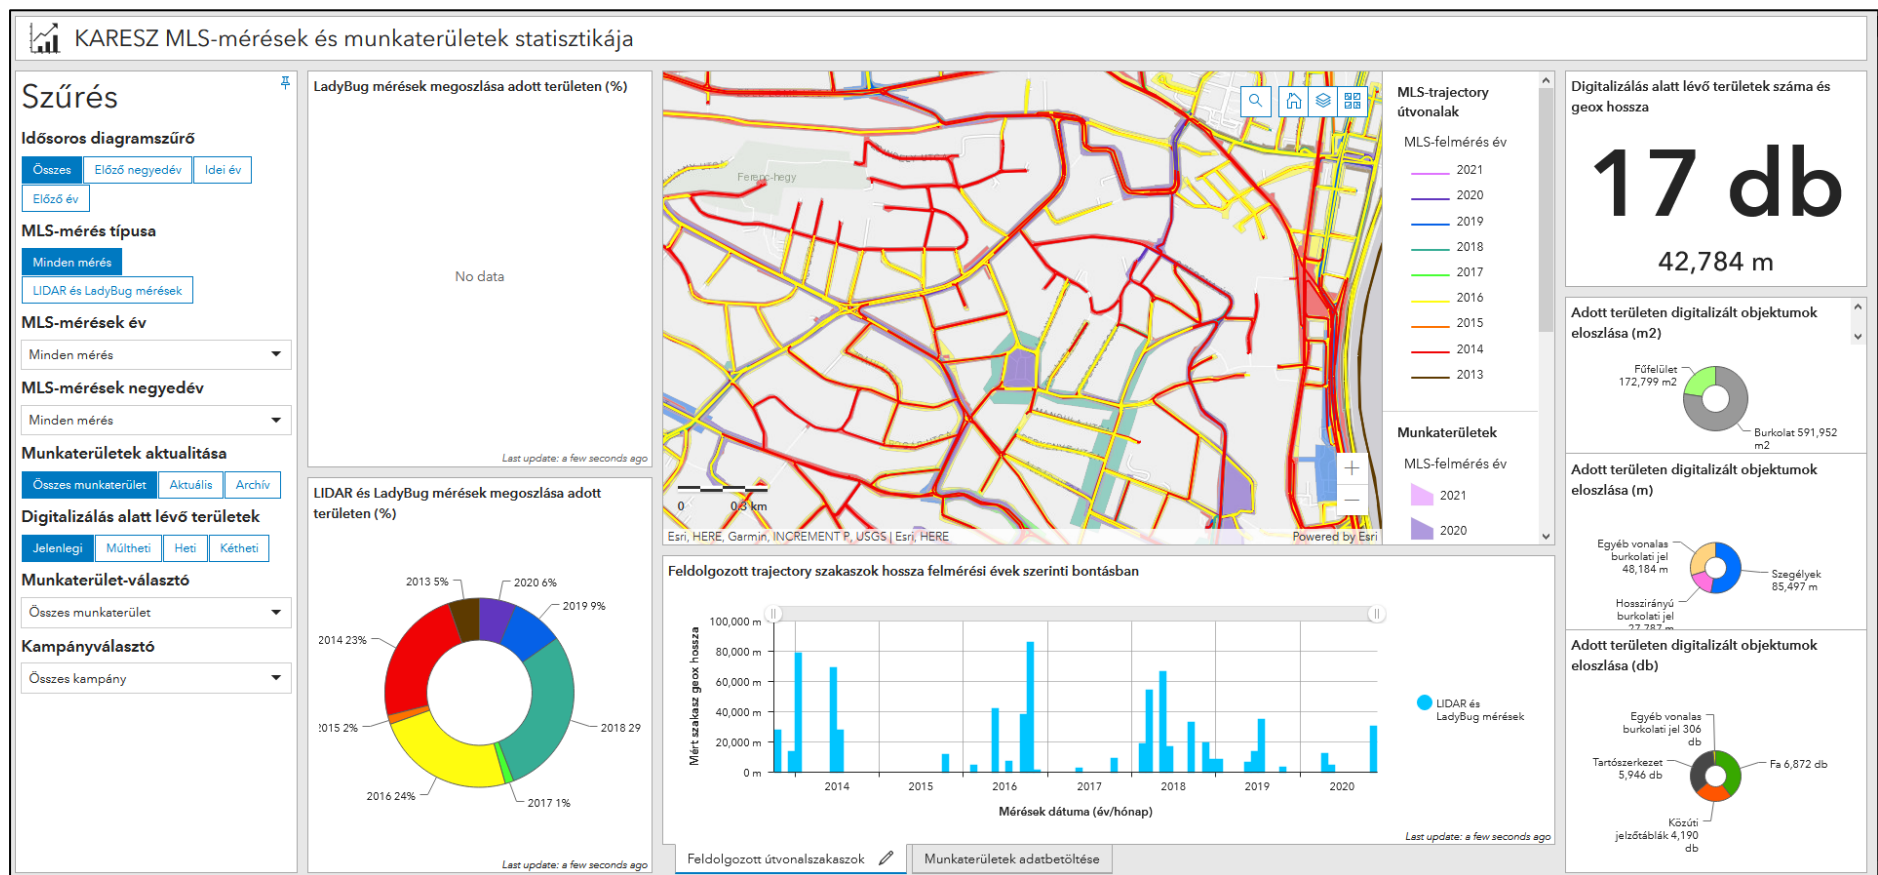 KARESZ MLS-mérések és munkaterületek statisztikája
Szűrés
Idősoros diagramszűrő
Összes
Előző negyedév
Idei év
Előző év
MLS-mérés típusa
Minden mérés
LIDAR és LadyBug mérések
MLS-mérések év
Minden mérés
MLS-mérések negyedév
Minden mérés
Munkaterületek aktualitása
Összes munkaterület
Aktuális
Archív
Digitalizálás alatt lévő területek
Jelenlegi
Múltheti
Heti
Kétheti
Munkaterület-választó
Összes munkaterület
Kampányválasztó
Összes kampány
LadyBug mérések megoszlása adott területen (%)
No data
Last update: a few seconds ago
LIDAR és LadyBug mérések megoszlása adott
területen (%)
2013 5%
2020 6%
2019 9%
2014 23%
2015 2%
2018 29
2016 24%
2017 1%
Last update: a few seconds ago
Ferenc-hegy
0
0.3 km
Esri, HERE, Garmin, INCREMENT P, USGS | Esri, HERE
Powered by Esri
MLS-trajectory
útvonalak
MLS-felmérés év
2021
2020
2019
2018
2017
2016
2015
2014
2013
Munkaterületek
MLS-felmérés év
2021
2020
Feldolgozott trajectory szakaszok hossza felmérési évek szerinti bontásban
Mért szakasz geox hossza
100,000 m
80,000 m
60,000 m
40,000 m
20,000 m
0 m
2014
2015
2016
2017
2018
2019
2020
Mérések dátuma (év/hónap)
LIDAR és
LadyBug mérések
Last update: a few seconds ago
Feldolgozott útvonalszakaszok
Munkaterületek adatbetöltése
Digitalizálás alatt lévő területek száma és
geox hossza
17 db
42,784 m
Adott területen digitalizált objektumok
eloszlása (m2)
Fűfelület
172,799 m2
Burkolat 591,952
m2
Adott területen digitalizált objektumok
eloszlása (m)
Egyéb vonalas
burkolati jel
48,184 m
Szegélyek
85,497 m
Hosszirányú
burkolati jel
27,787 m
Adott területen digitalizált objektumok
eloszlása (db)
Egyéb vonalas
burkolati jel 306
db
Tartószerkezet
5,946 db
Fa 6,872 db
Közúti
jelzőtáblák 4,190
db